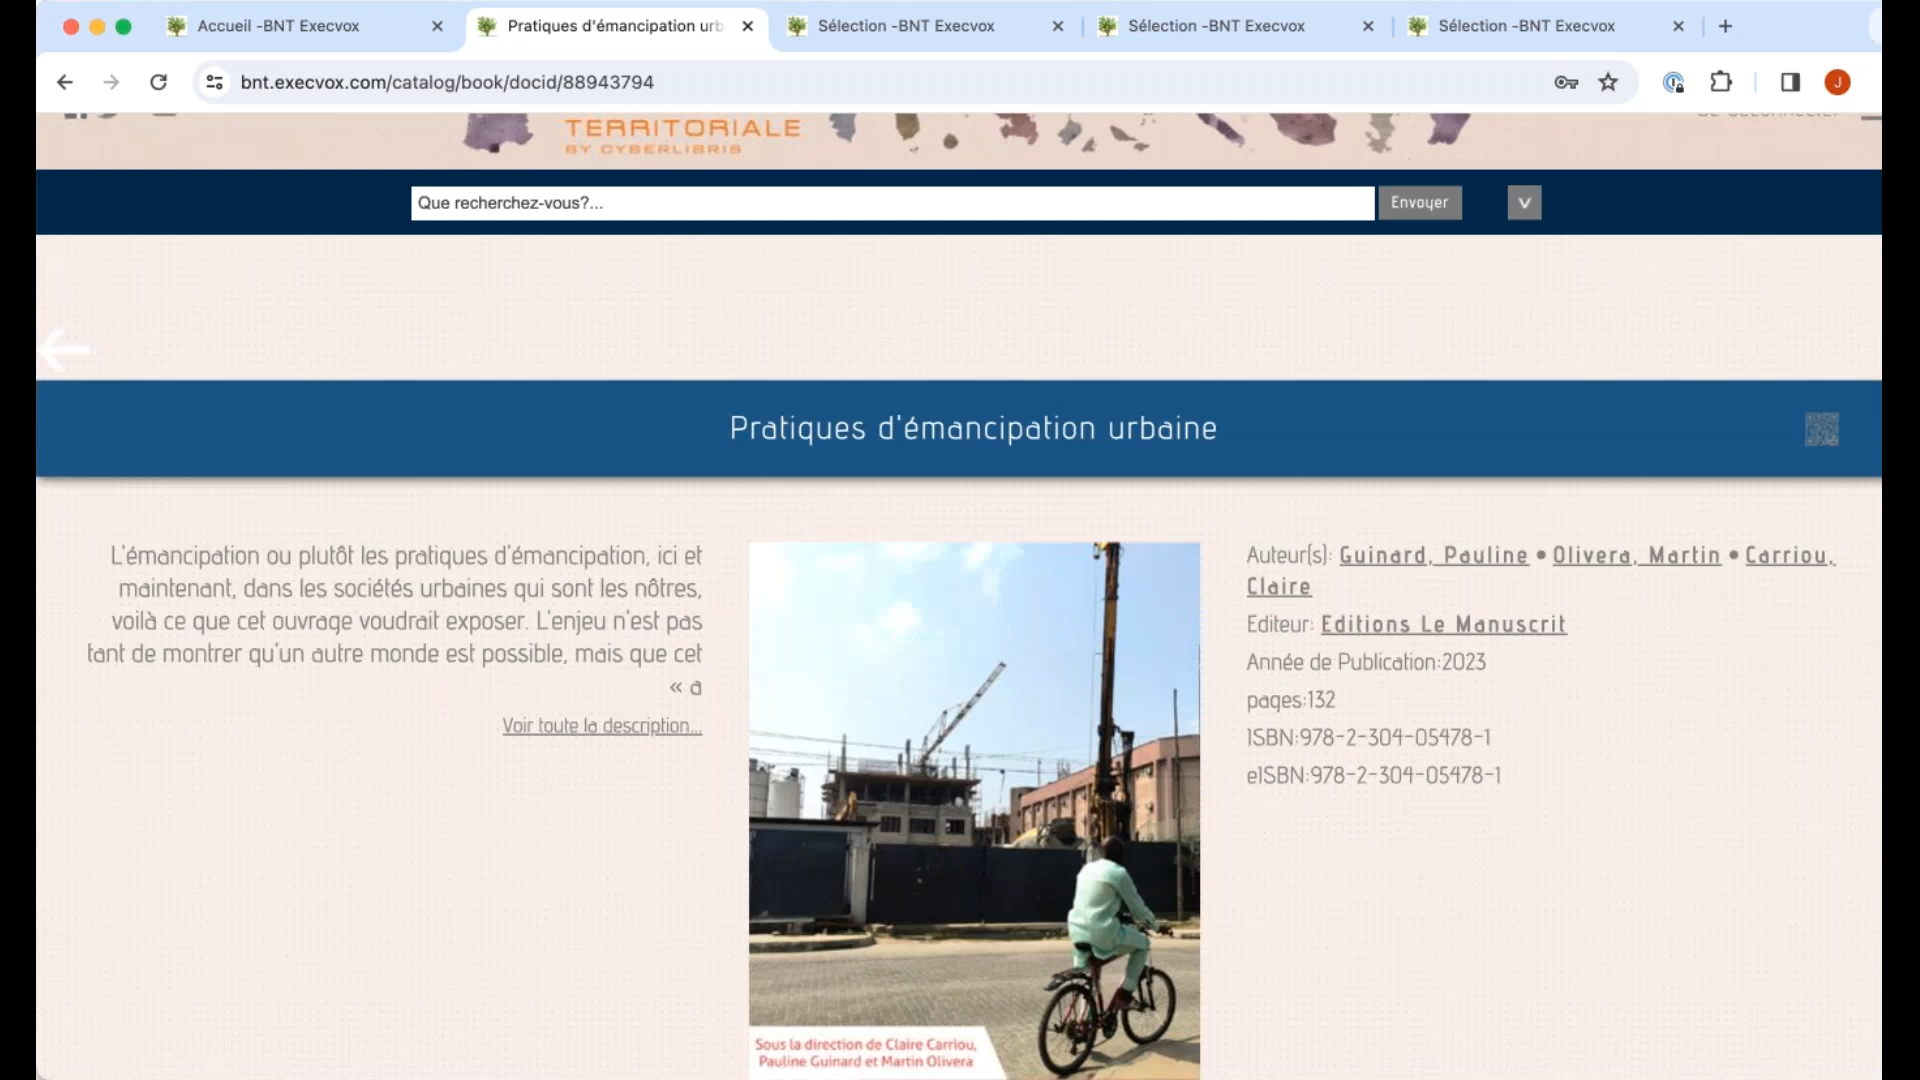 Accueil -BNT Execvox
Pratiques d'émancipation urb
Sélection -BNT Execvox
Sélection -BNT Execvox
Sélection -BNT Execvox
bnt.execvox.com/catalog/book/docid/88943794
J
TERRITORIALE
BY CYBERLIBRIS
Que recherchez-vous?...
Envoyer
V
Pratiques d'émancipation urbaine
L'émancipation ou plutôt les pratiques d'émancipation, ici et
maintenant, dans les sociétés urbaines qui sont les nôtres,
voilà ce que cet ouvrage voudrait exposer. L'enjeu n'est pas
tant de montrer qu'un autre monde est possible, mais que cet
« a
Voir toute la description...
Sous la direction de Claire Carriou,
Pauline Guinard et Martin Olivera
Auteur(s): Guinard, Pauline • Olivera, Martin • Carriou,
Claire
Editeur: Editions Le Manuscrit
Année de Publication:2023
pages:132
ISBN:978-2-304-05478-1
eISBN:978-2-304-05478-1